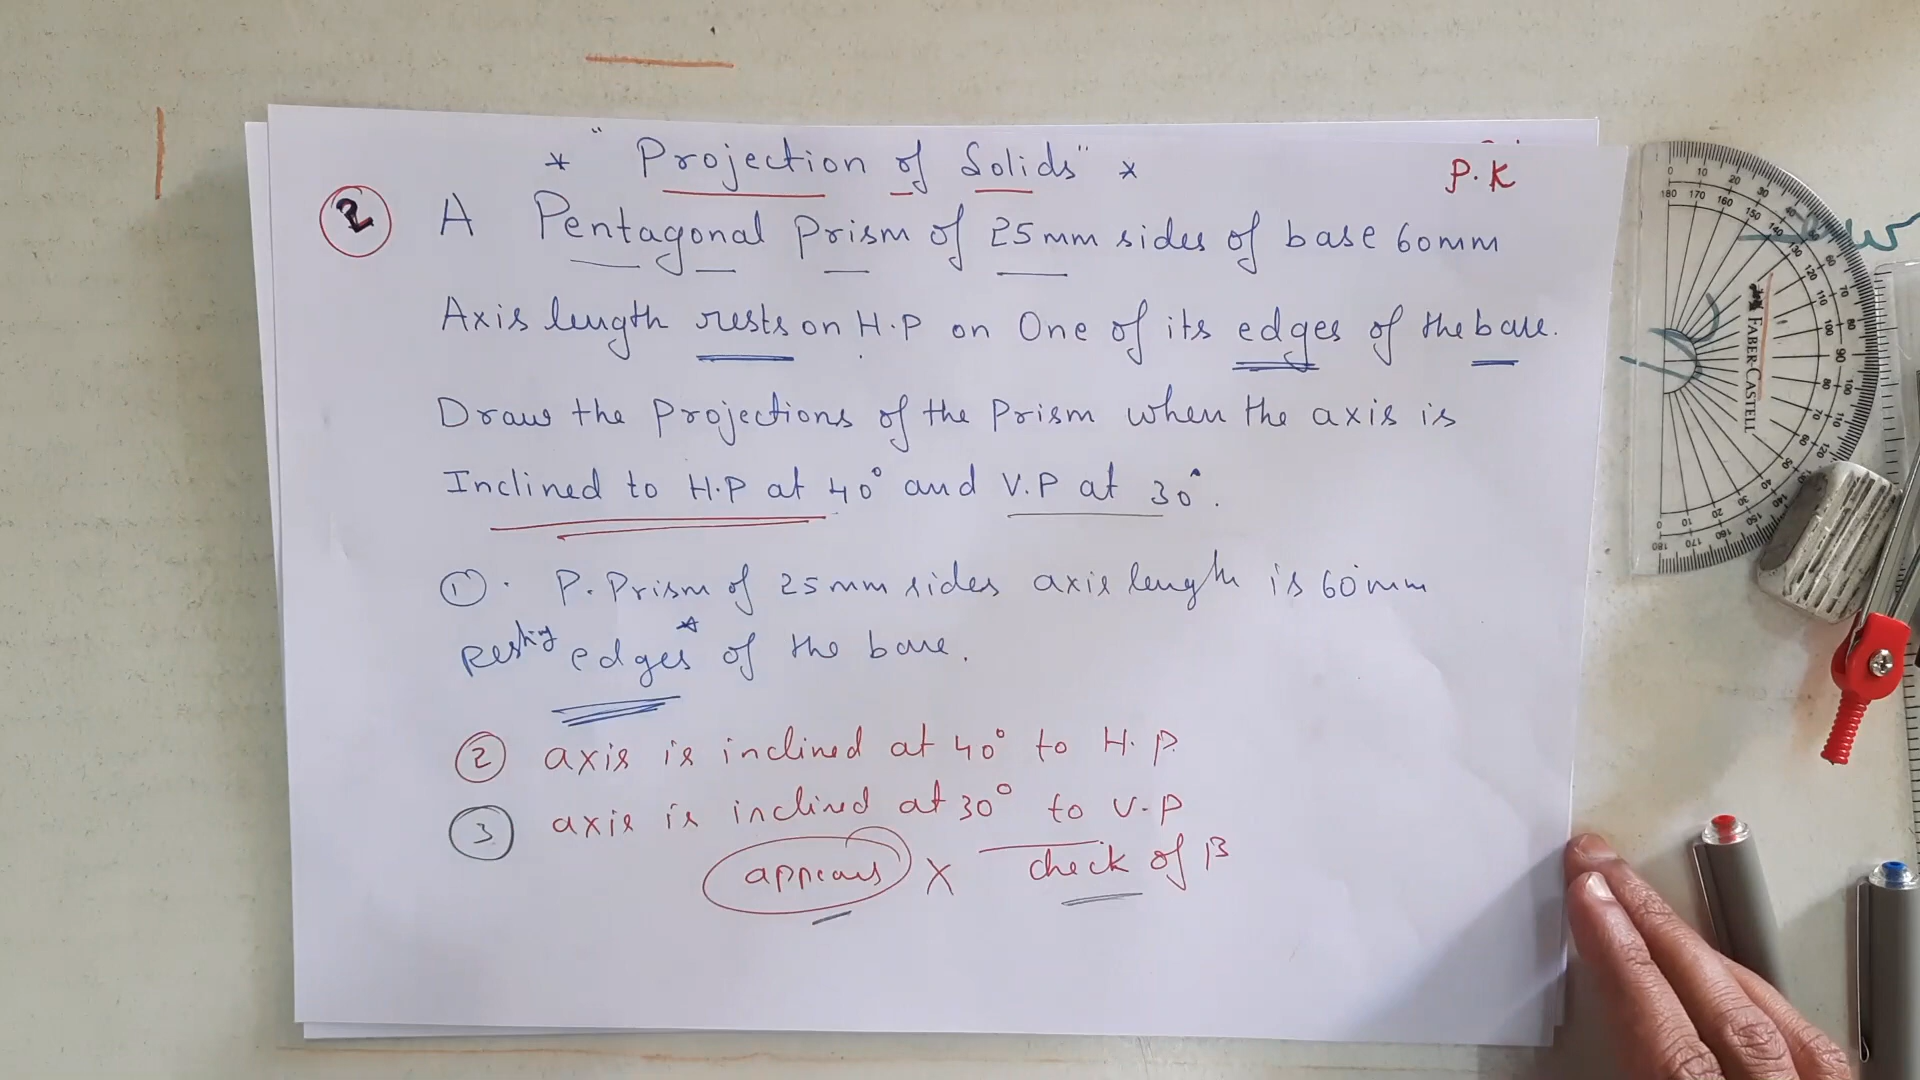 * "Projection of Solids" *
P.K
2 A Pentagonal Prism of 25mm sides of base 60mm
Axis length rests on H.P on One of its edges of the base.
Draw the Projections of the Prism when the axis is
Inclined to H.P at 40° and V.P at 30°.
① . P. Prism of 25mm sides axis length is 60mm
Resting edges* of the base.
② axis is inclined at 40° to H.P
③ axis is inclined at 30° to V.P
appears X check of β
FABER-CASTELL